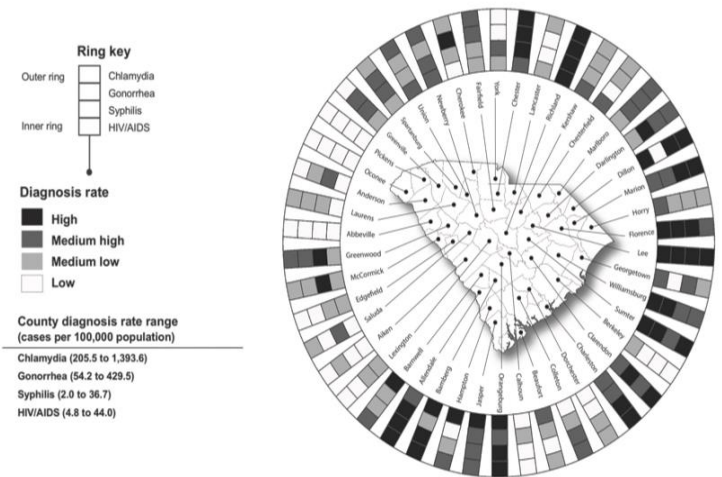 Ring key
Outer ring
Chlamydia
Gonorrhea
Syphilis
Inner ring
HIV/AIDS
Diagnosis rate
High
Medium high
Medium low
Low
County diagnosis rate range
(cases per 100,000 population)
Chlamydia (205.5 to 1,393.6)
Gonorrhea (54.2 to 429.5)
Syphilis (2.0 to 36.7)
HIV/AIDS (4.8 to 44.0)
York
Chester
Lancaster
Richland
Kershaw
Chesterfield
Marlboro
Darlington
Dillon
Marion
Horry
Florence
Lee
Georgetown
Williamsburg
Sumter
Berkeley
Clarendon
Charleston
Dorchester
Colleton
Beaufort
Calhoun
Orangeburg
Jasper
Hampton
Bamberg
Allendale
Barnwell
Lexington
Aiken
Saluda
Edgefield
McCormick
Greenwood
Abbeville
Laurens
Anderson
Oconee
Pickens
Greenville
Spartanburg
Union
Newberry
Cherokee
Fairfield